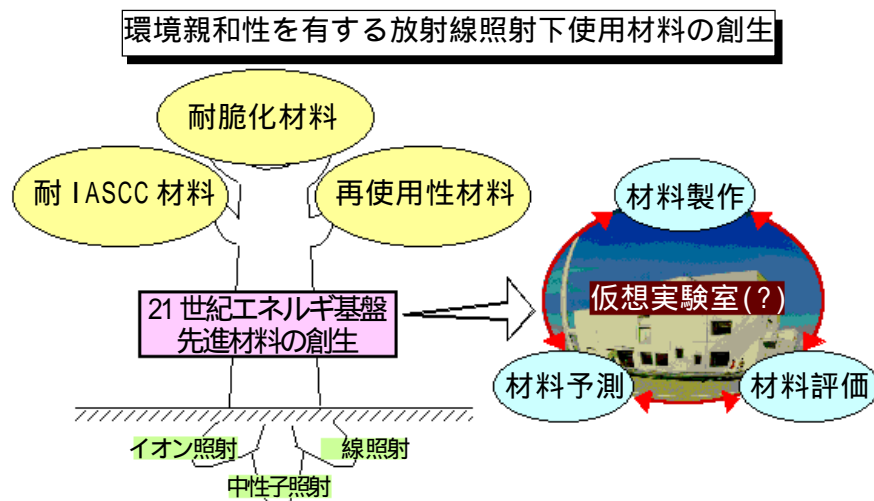 環境親和性を有する放射線照射下使用材料の創生
耐脆化材料
耐IASCC材料
再使用性材料
材料製作
仮想実験室(?)
21世紀エネルギ基盤
先進材料の創生
材料予測
材料評価
イオン照射
線照射
中性子照射